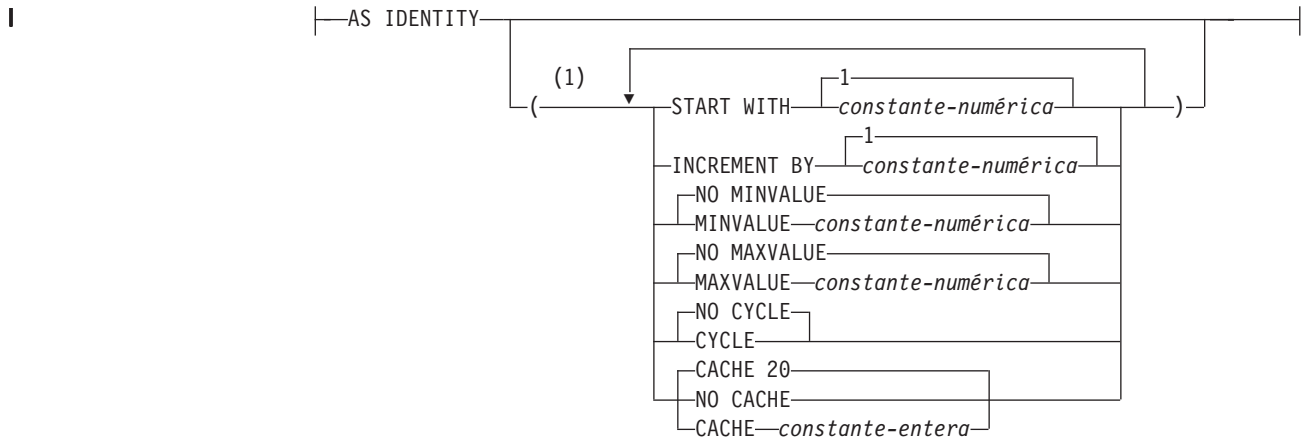 AS IDENTITY
(1)
1
( START WITH constante-numérica )
1
INCREMENT BY constante-numérica
NO MINVALUE
MINVALUE constante-numérica
NO MAXVALUE
MAXVALUE constante-numérica
NO CYCLE
CYCLE
CACHE 20
NO CACHE
CACHE constante-entera